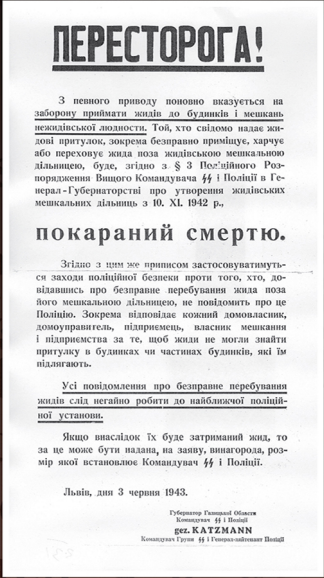 ПЕРЕСТОРОГА!
З певного приводу поновно вказується на
заборону приймати жидів до будинків і мешкань
нежидівської людности. Той, хто свідомо надає жи-
дові притулок, зокрема безправно приміщує, харчує
або переховує жида поза жидівською мешкальною
дільницею, буде, згідно з § 3 Поліційного Розпо-
рядження Вищого Командувача ᛋᛋ і Поліції в Ге-
нерал-Губернаторстві про утворення жидівських
мешкальних дільниць з 10. XI. 1942 р.,
покараний смертю.
Згідно з цим же приписом застосовуватимуть
ся заходи поліційної безпеки проти того, хто, до-
відавшись про безправне перебування жида поза
його мешкальною дільницею, не повідомить про це
Поліцію. Зокрема відповідає кожний домовласник,
домоуправитель, підприємець, власник мешкання
і підприємства за те, щоб жиди не могли знайти
притулку в будинках чи частинах будинків, які їм
підлягають.
Усі повідомлення про безправне перебування
жидів слід негайно робити до найближчої поліцій-
ної установи.
Якщо внаслідок їх буде затриманий жид, то
за це може бути надана, на заяву, винагорода, роз-
мір якої встановлює Командувач ᛋᛋ і Поліції.
Львів, дня 3 червня 1943.
Губернатор Галицької Области
Командувач ᛋᛋ і Поліції
gez. KATZMANN
Командувач Групи ᛋᛋ і Генерал-лейтенант Поліції